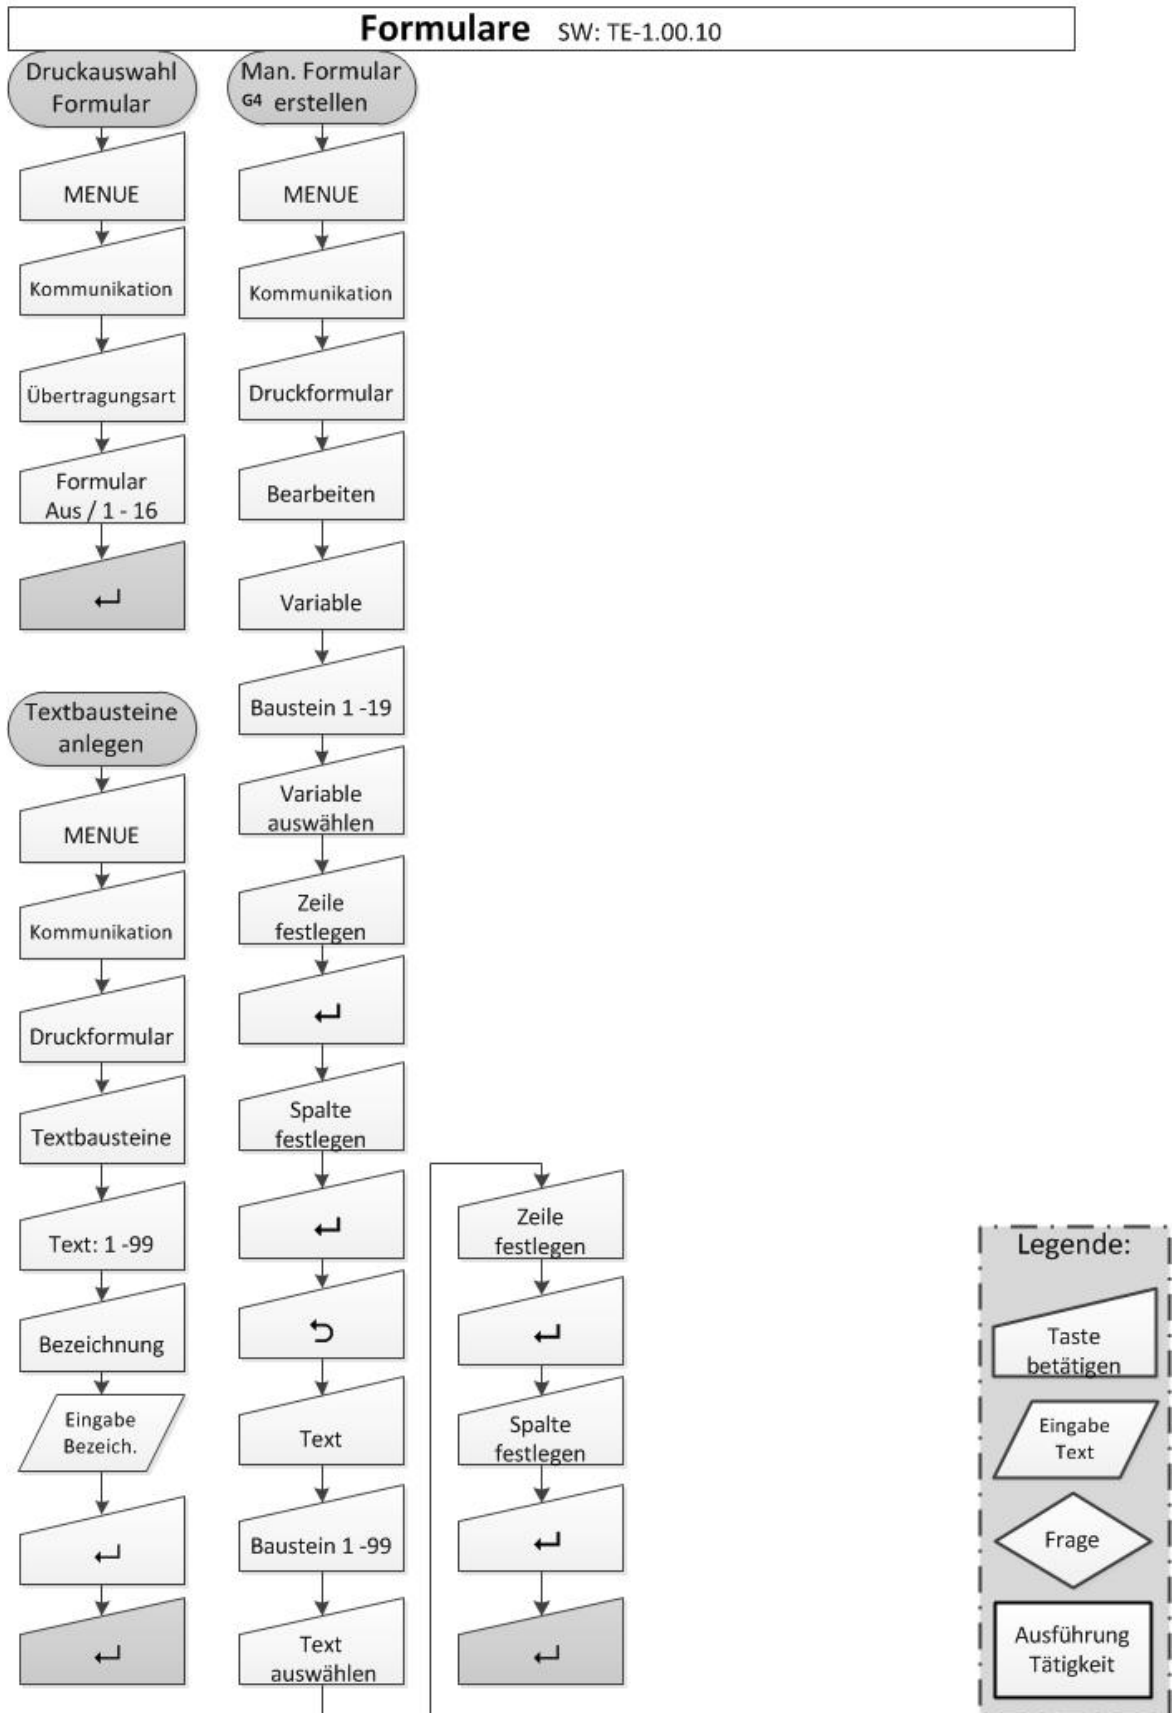 Formulare SW: TE-1.00.10
Druckauswahl
Formular
MENUE
Kommunikation
Übertragungsart
Formular
Aus / 1 - 16
Textbausteine
anlegen
MENUE
Kommunikation
Druckformular
Textbausteine
Text: 1 -99
Bezeichnung
Eingabe
Bezeich.
Man. Formular
G4 erstellen
MENUE
Kommunikation
Druckformular
Bearbeiten
Variable
Baustein 1 -19
Variable
auswählen
Zeile
festlegen
Spalte
festlegen
Text
Baustein 1 -99
Text
auswählen
Zeile
festlegen
Spalte
festlegen
Legende:
Taste
betätigen
Eingabe
Text
Frage
Ausführung
Tätigkeit